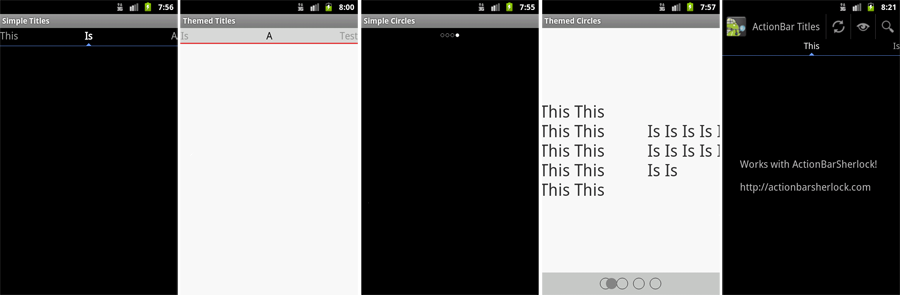 7:56
Simple Titles
This Is A
8:00
Themed Titles
Is A Test
7:55
Simple Circles
7:57
Themed Circles
This This
This This Is Is Is Is I
This This Is Is Is Is I
This This Is Is
This This
8:21
ActionBar Titles
This Is
Works with ActionBarSherlock!
http://actionbarsherlock.com